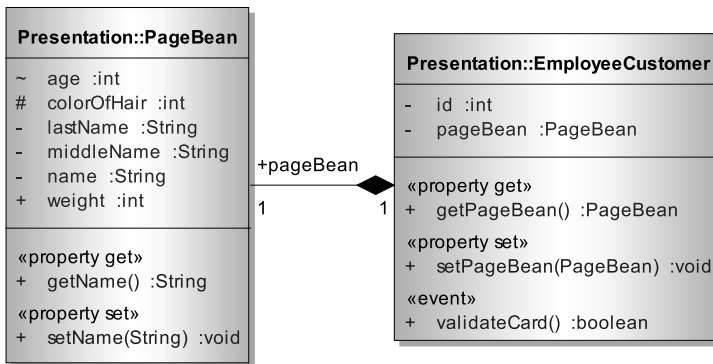 Presentation::PageBean
~ age :int
# colorOfHair :int
- lastName :String
- middleName :String
- name :String
+ weight :int
«property get»
+ getName() :String
«property set»
+ setName(String) :void
+pageBean
1
1
Presentation::EmployeeCustomer
- id :int
- pageBean :PageBean
«property get»
+ getPageBean() :PageBean
«property set»
+ setPageBean(PageBean) :void
«event»
+ validateCard() :boolean